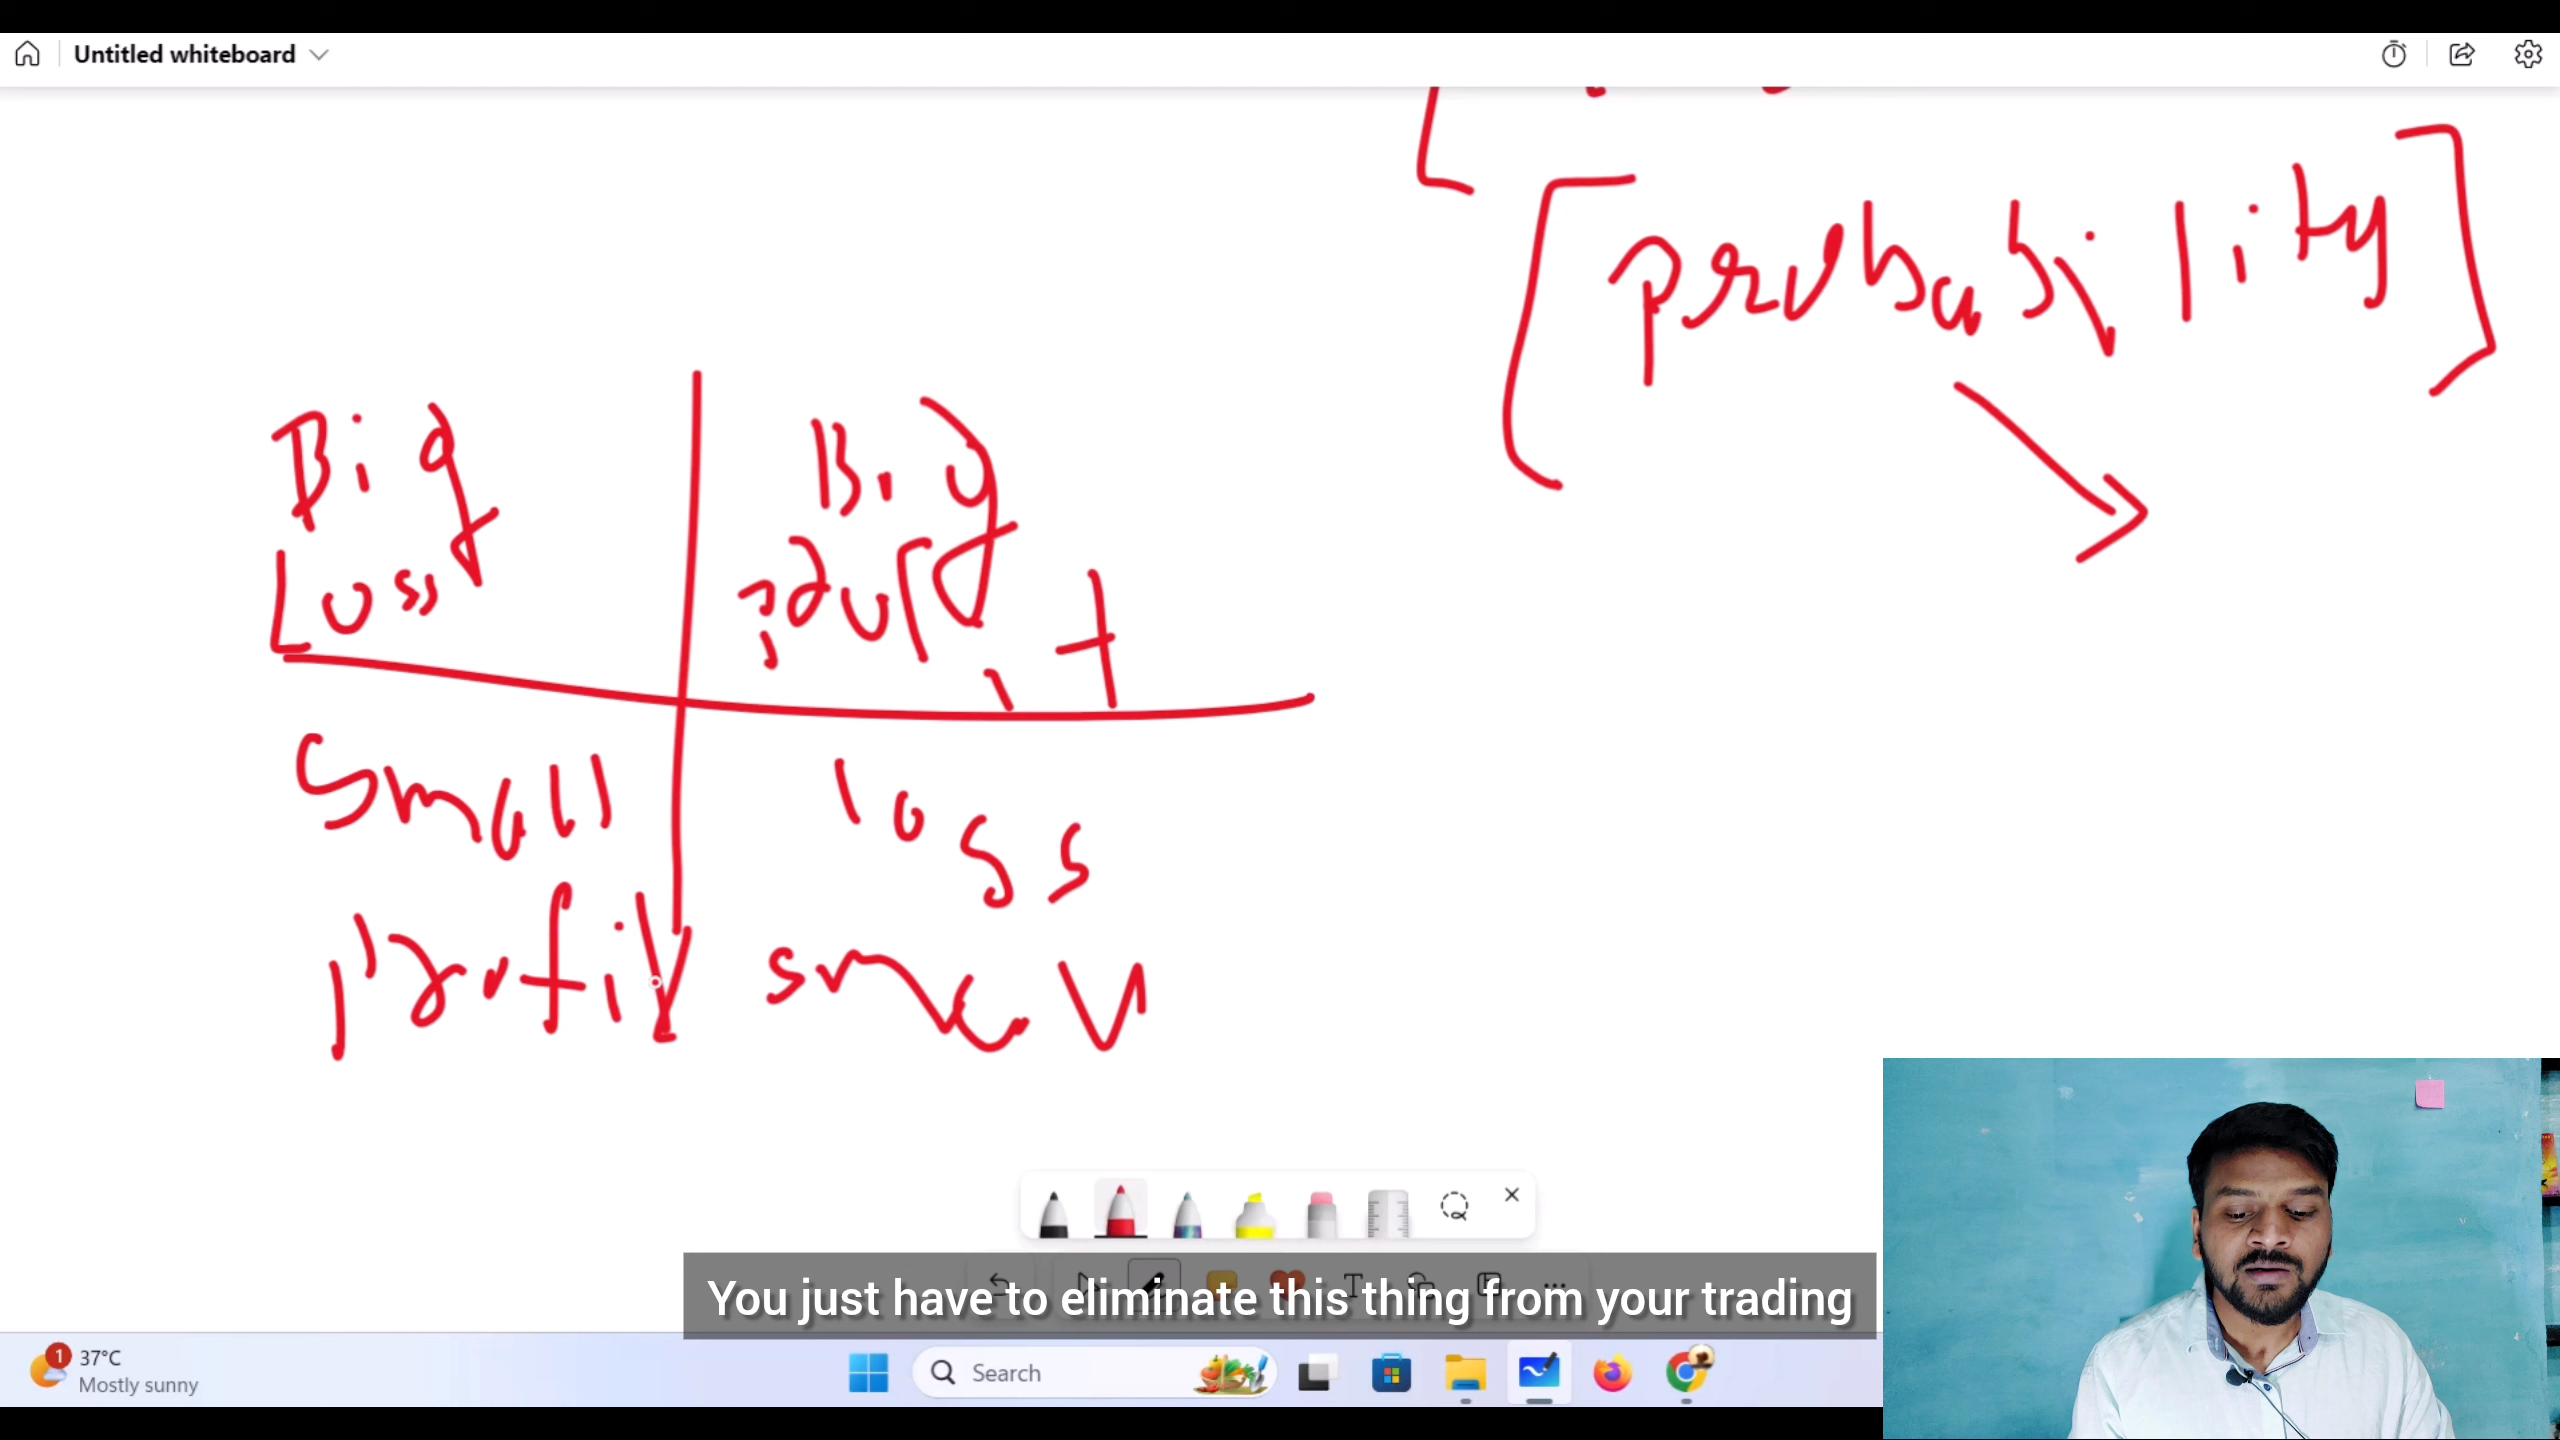 Untitled whiteboard
probability
Big
Loss
Big
profit
Small
Profit
loss
small
You just have to eliminate this thing from your trading
1
37°C
Mostly sunny
Search